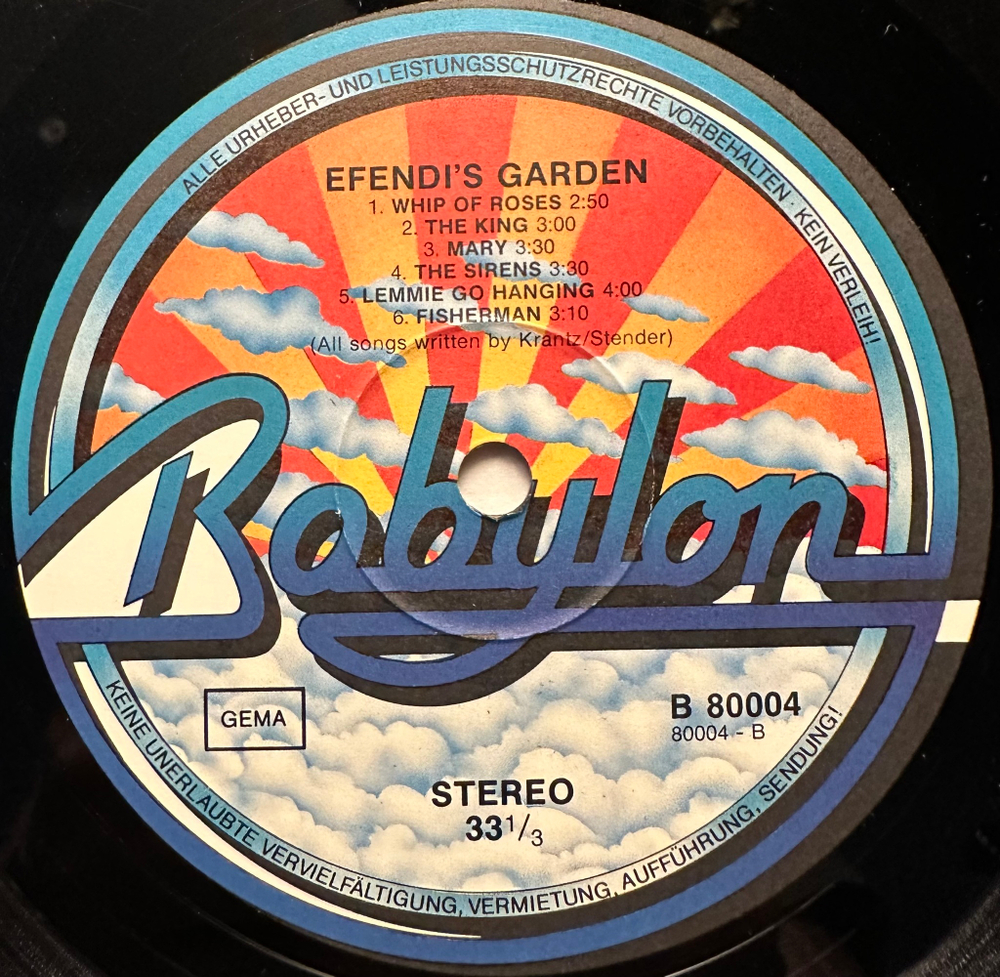 ALLE URHEBER- UND LEISTUNGSSCHUTZRECHTE VORBEHALTEN · KEIN VERLEIH!
EFENDI'S GARDEN
1. WHIP OF ROSES 2:50
2. THE KING 3:00
3. MARY 3:30
4. THE SIRENS 3:30
5. LEMMIE GO HANGING 4:00
6. FISHERMAN 3:10
(All songs written by Krantz/Stender)
Babylon
GEMA
B 80004
80004 - B
STEREO
33 1/3
KEINE UNERLAUBTE VERVIELFÄLTIGUNG, VERMIETUNG, AUFFÜHRUNG, SENDUNG!